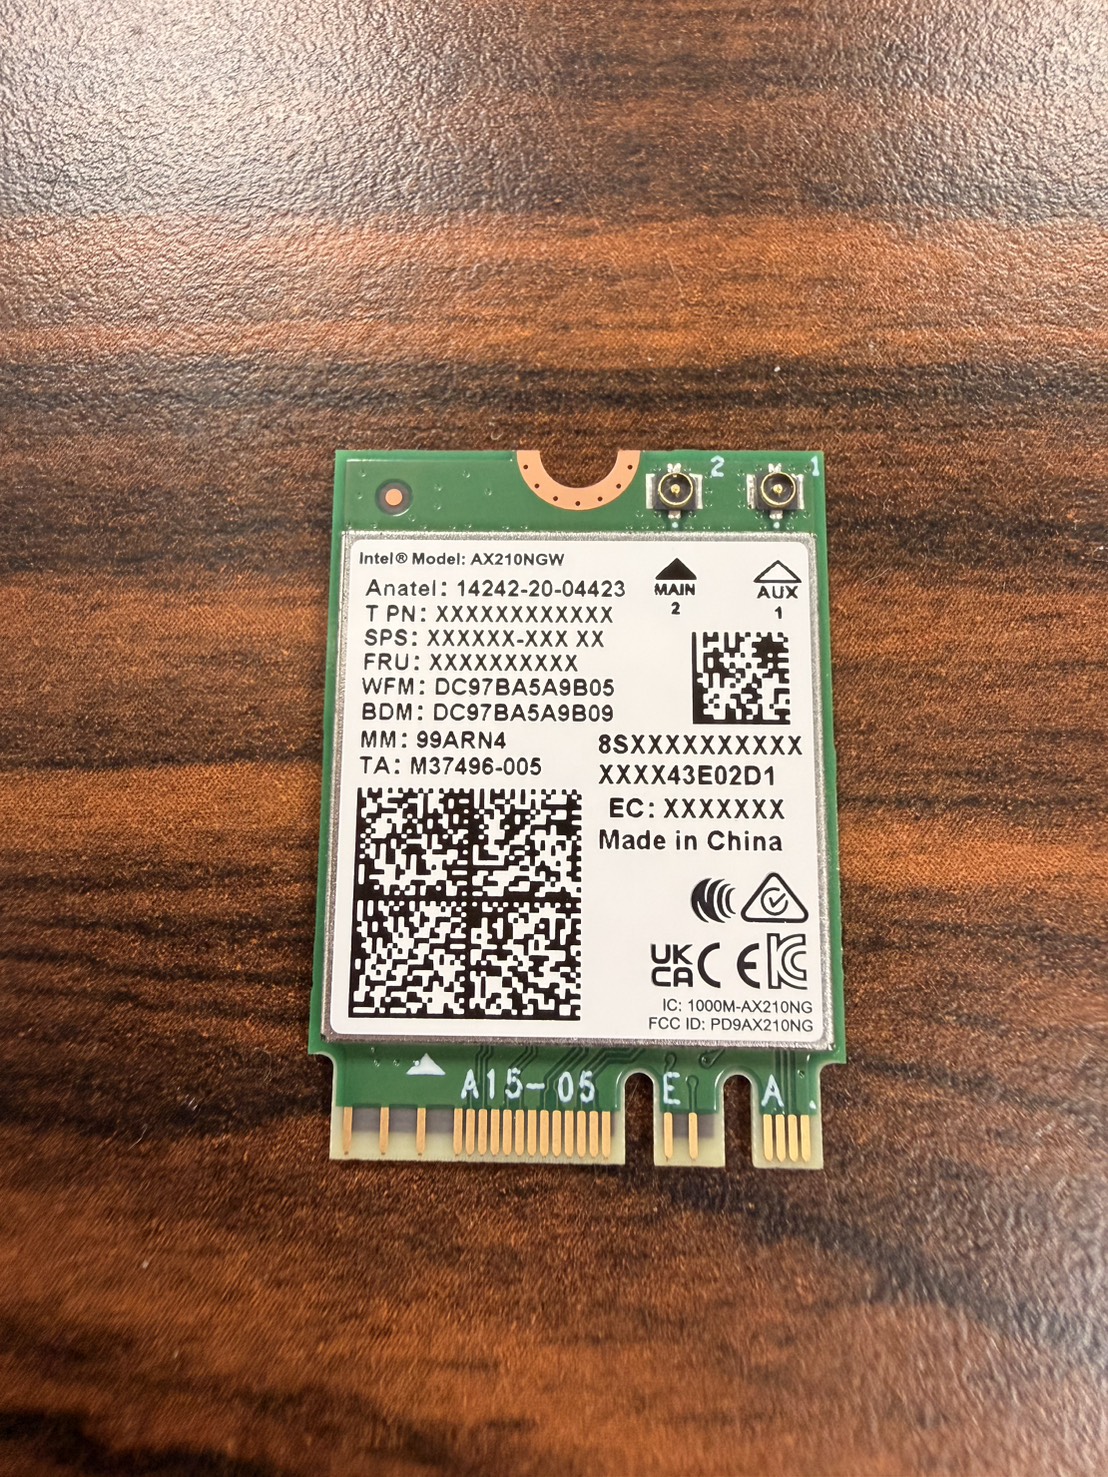 2 1
Intel® Model: AX210NGW
Anatel: 14242-20-04423
T PN: XXXXXXXXXXXX
SPS: XXXXXX-XXX XX
FRU: XXXXXXXXXX
WFM: DC97BA5A9B05
BDM: DC97BA5A9B09
MM: 99ARN4
TA: M37496-005
MAIN
2
AUX
1
8SXXXXXXXXXX
XXXX43E02D1
EC: XXXXXXX
Made in China
UK
CA CE KC
IC: 1000M-AX210NG
FCC ID: PD9AX210NG
A15-05 E A